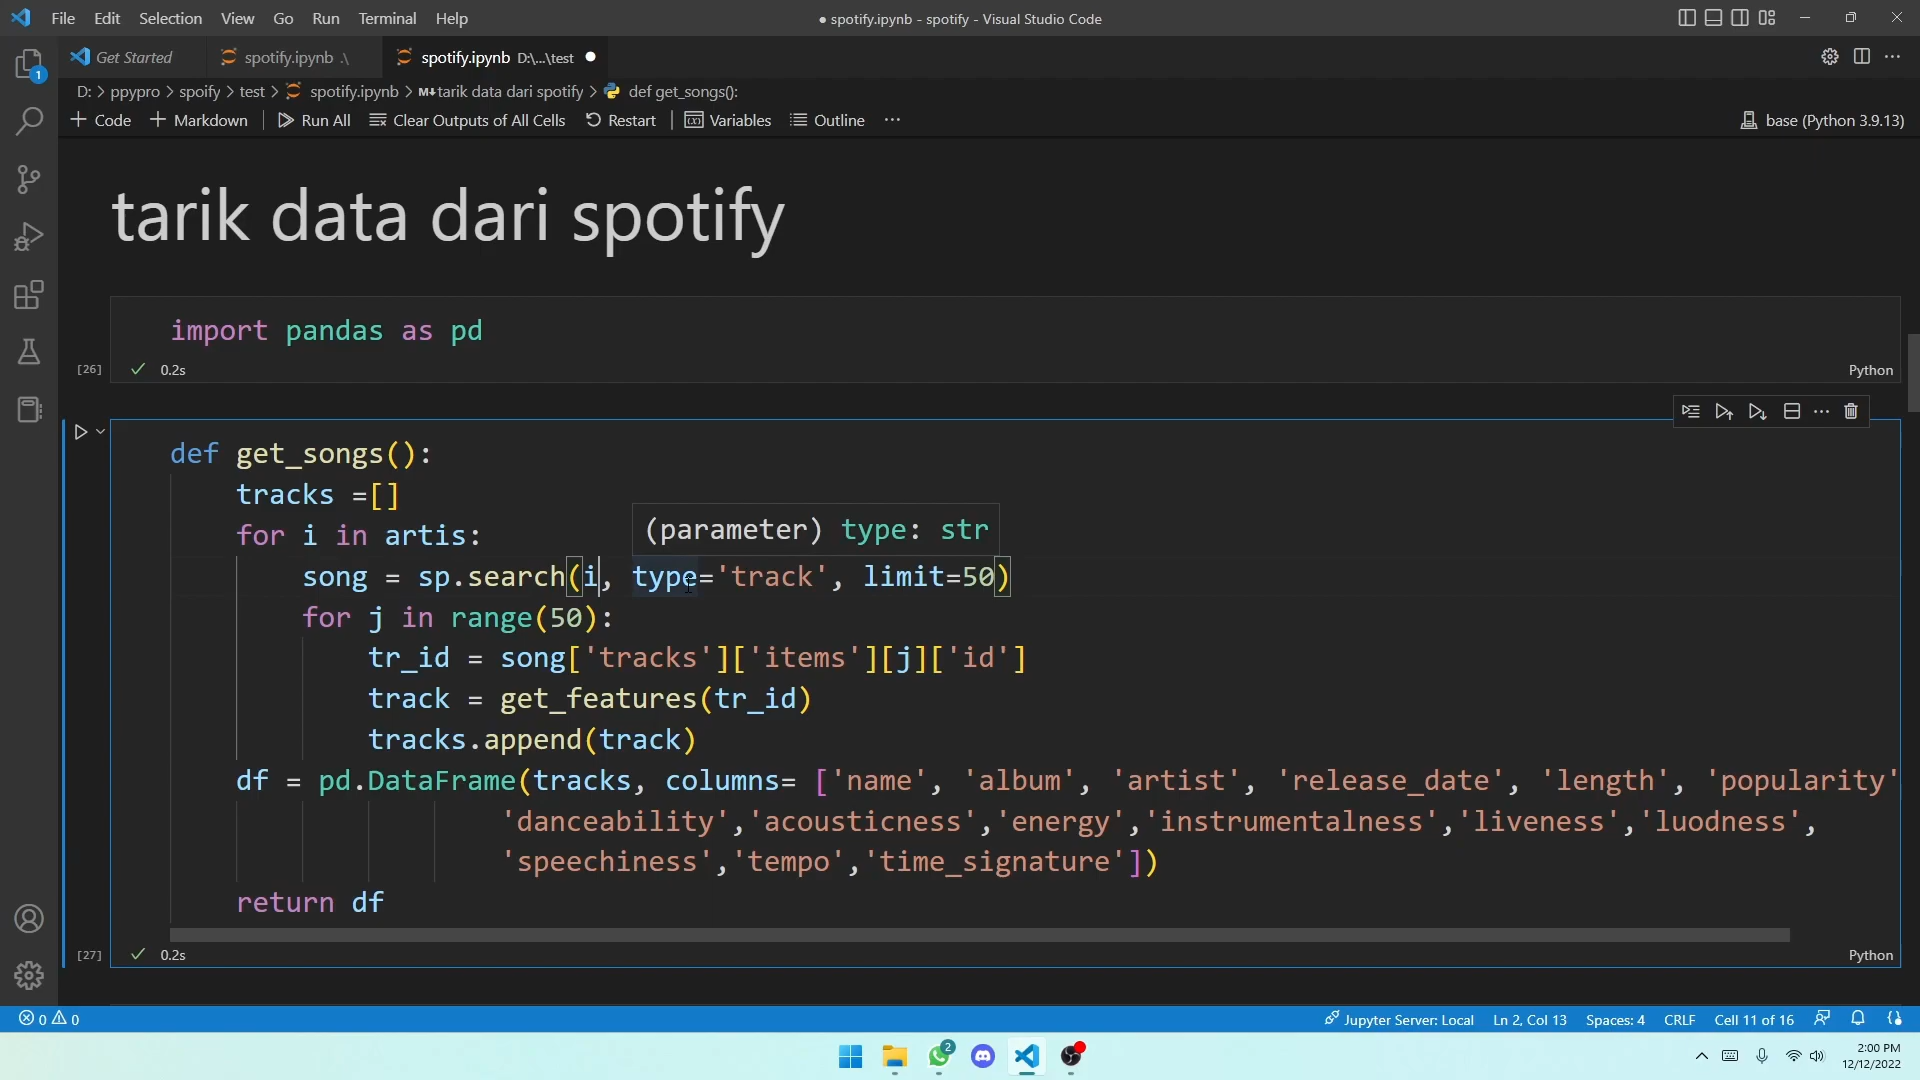 File Edit Selection View Go Run Terminal Help
● spotify.ipynb - spotify - Visual Studio Code
Get Started
spotify.ipynb .\
spotify.ipynb D:\...\test ●
D: > ppypro > spoify > test > spotify.ipynb > M↓tarik data dari spotify > def get_songs():
+ Code + Markdown Run All Clear Outputs of All Cells Restart Variables Outline ...
base (Python 3.9.13)
tarik data dari spotify
import pandas as pd
[26] ✓ 0.2s Python
def get_songs():
tracks =[]
for i in artis:
(parameter) type: str
song = sp.search(i, type='track', limit=50)
for j in range(50):
tr_id = song['tracks']['items'][j]['id']
track = get_features(tr_id)
tracks.append(track)
df = pd.DataFrame(tracks, columns= ['name', 'album', 'artist', 'release_date', 'length', 'popularity'
'danceability','acousticness','energy','instrumentalness','liveness','luodness',
'speechiness','tempo','time_signature'])
return df
[27] ✓ 0.2s Python
0 0
Jupyter Server: Local Ln 2, Col 13 Spaces: 4 CRLF Cell 11 of 16
1
2
2:00 PM
12/12/2022